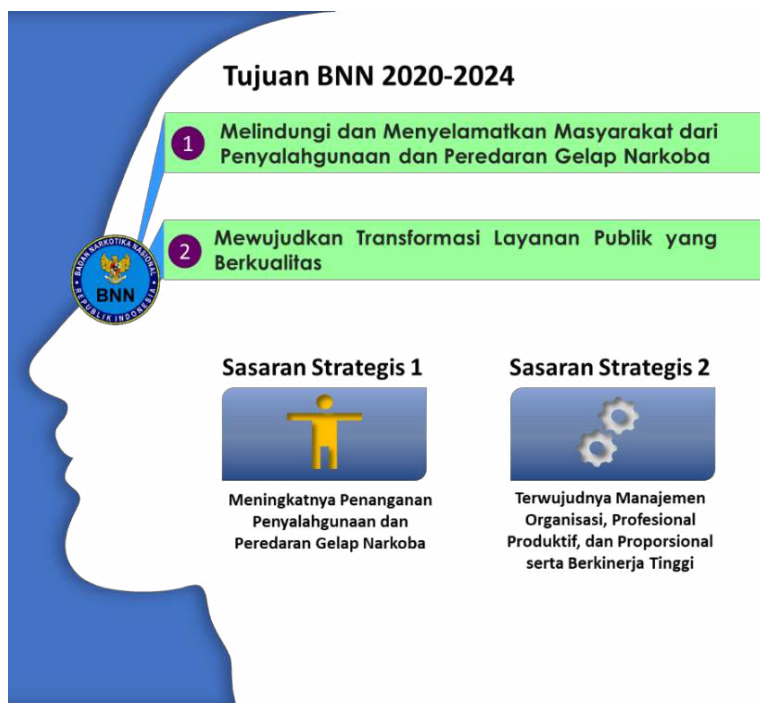 Tujuan BNN 2020-2024
1
Melindungi dan Menyelamatkan Masyarakat dari
Penyalahgunaan dan Peredaran Gelap Narkoba
2
Mewujudkan Transformasi Layanan Publik yang
Berkualitas
BADAN NARKOTIKA NASIONAL
BNN
REPUBLIK INDONESIA
Sasaran Strategis 1
Meningkatnya Penanganan
Penyalahgunaan dan
Peredaran Gelap Narkoba
Sasaran Strategis 2
Terwujudnya Manajemen
Organisasi, Profesional
Produktif, dan Proporsional
serta Berkinerja Tinggi